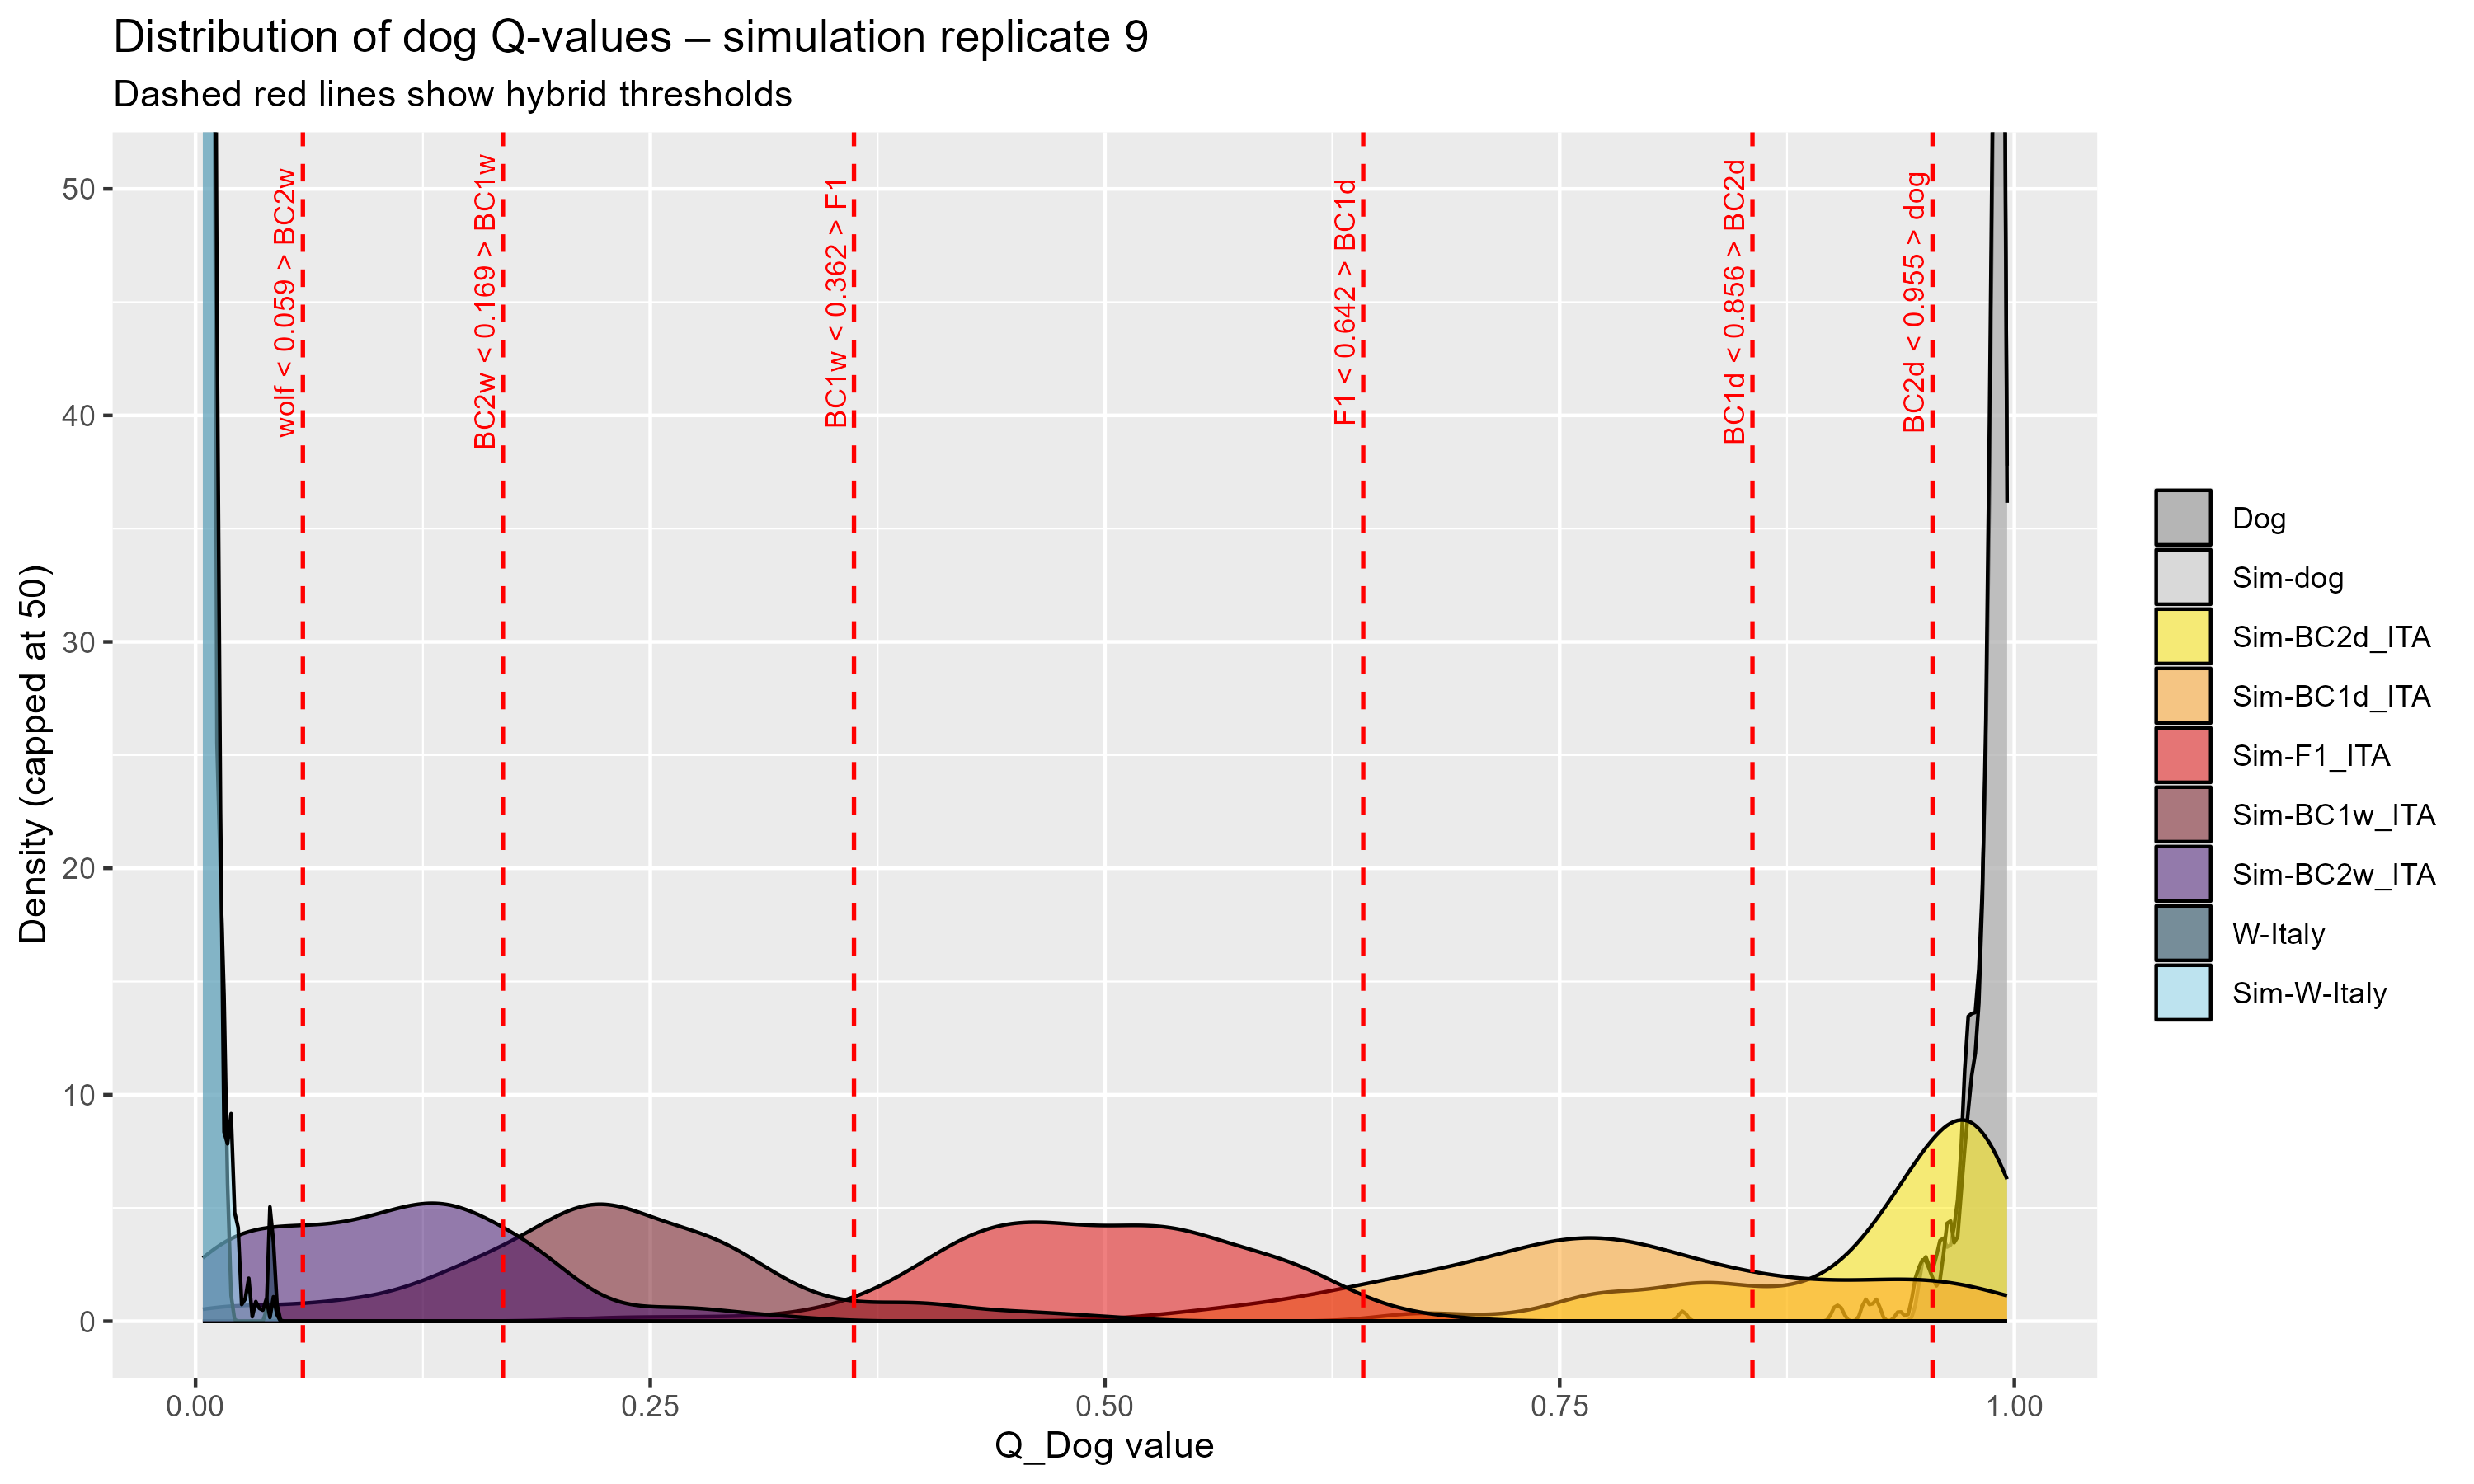 Distribution of dog Q-values – simulation replicate 9
Dashed red lines show hybrid thresholds
Density (capped at 50)
50
40
30
20
10
0
wolf < 0.059 > BC2w
BC2w < 0.169 > BC1w
BC1w < 0.362 > F1
F1 < 0.642 > BC1d
BC1d < 0.856 > BC2d
BC2d < 0.955 > dog
0.00
0.25
0.50
0.75
1.00
Q_Dog value
Dog
Sim-dog
Sim-BC2d_ITA
Sim-BC1d_ITA
Sim-F1_ITA
Sim-BC1w_ITA
Sim-BC2w_ITA
W-Italy
Sim-W-Italy